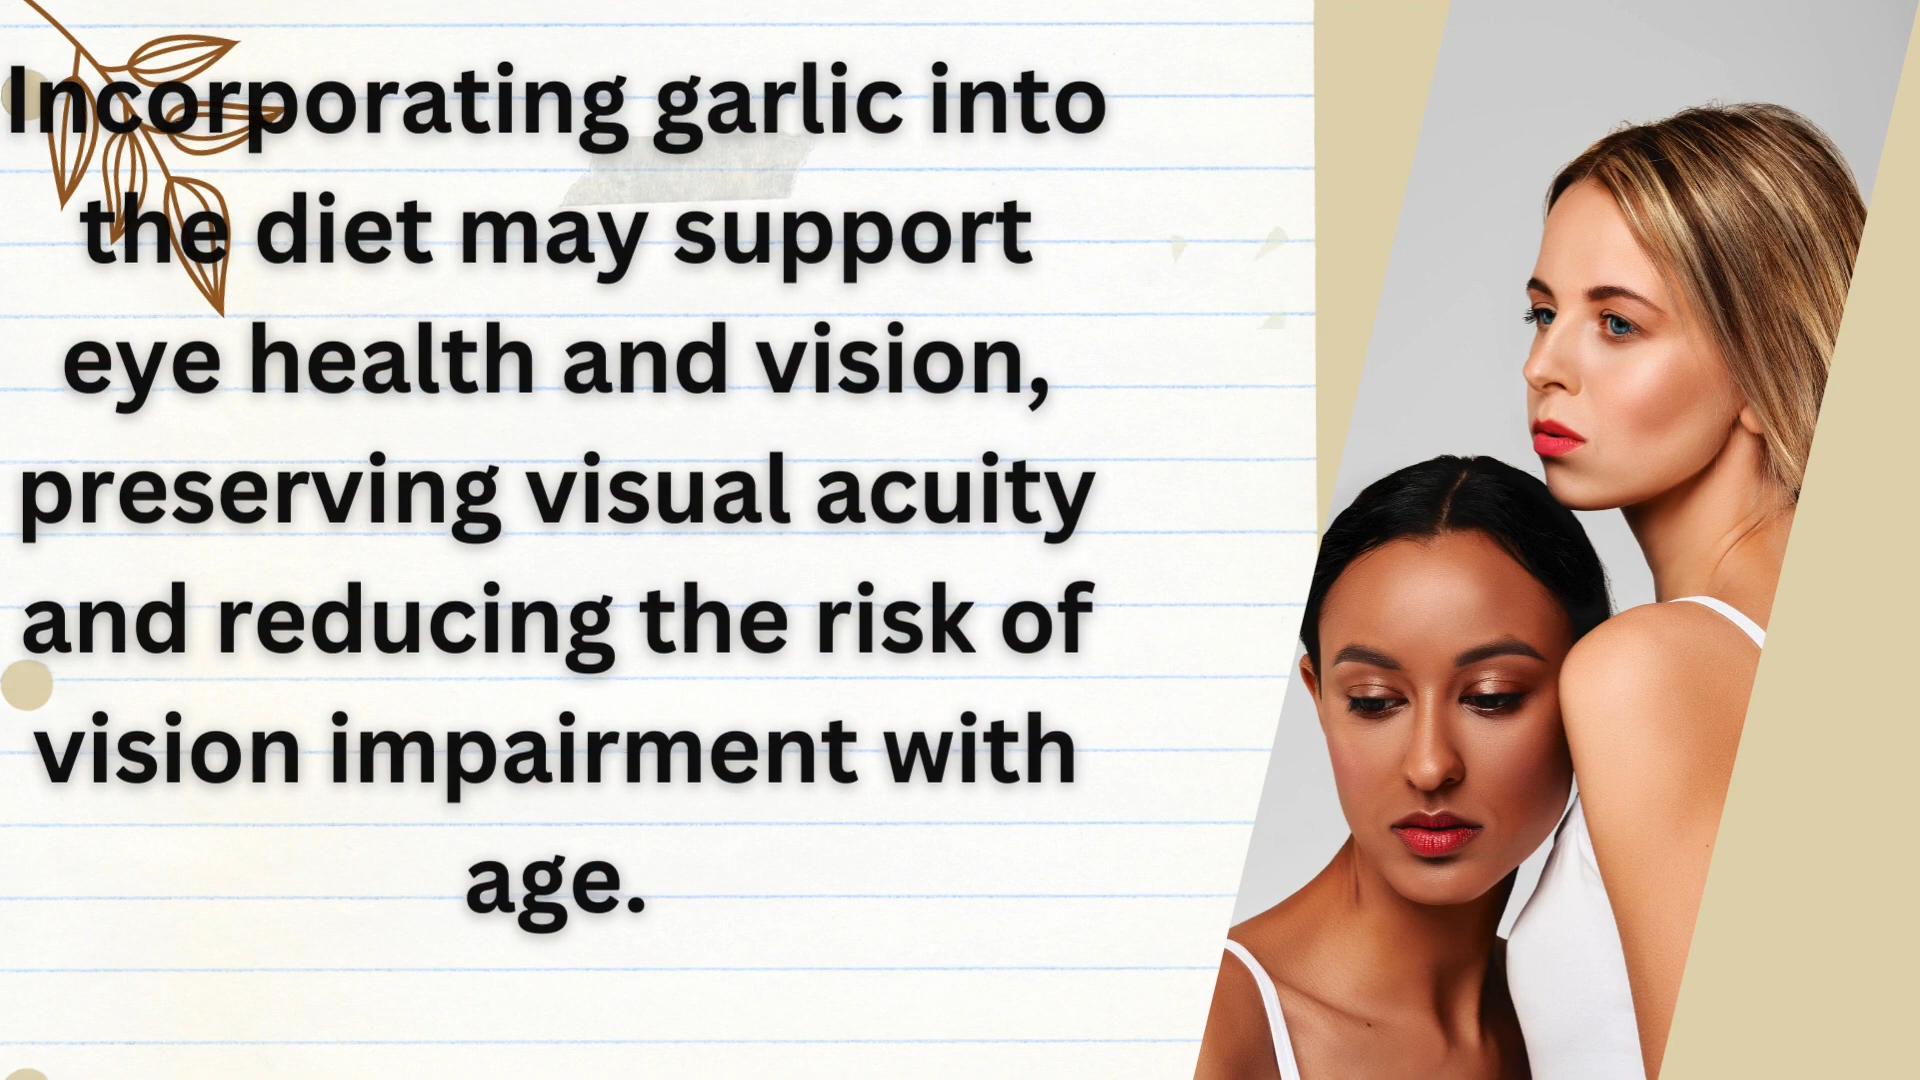 Incorporating garlic into
the diet may support
eye health and vision,
preserving visual acuity
and reducing the risk of
vision impairment with
age.